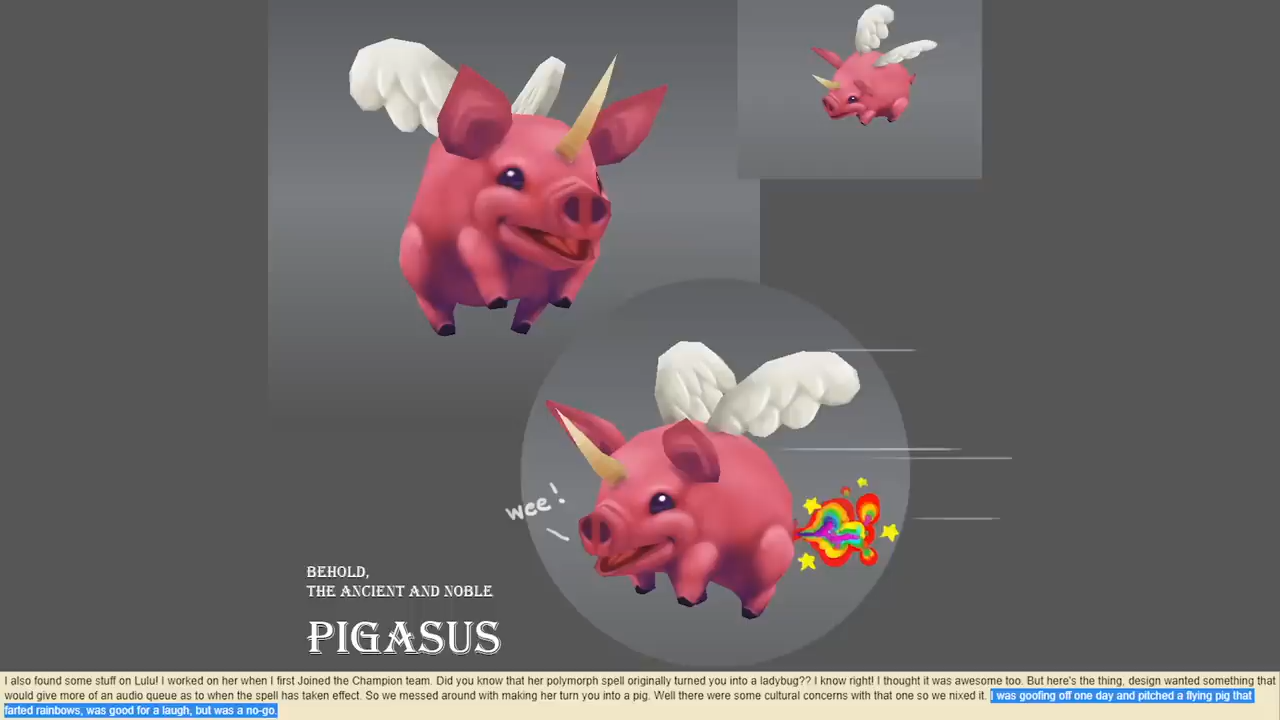 wee!
BEHOLD,
THE ANCIENT AND NOBLE
PIGASUS
I also found some stuff on Lulu! I worked on her when I first Joined the Champion team. Did you know that her polymorph spell originally turned you into a ladybug?? I know right! I thought it was awesome too. But here's the thing, design wanted something that
would give more of an audio queue as to when the spell has taken effect. So we messed around with making her turn you into a pig. Well there were some cultural concerns with that one so we nixed it. I was goofing off one day and pitched a flying pig that
farted rainbows, was good for a laugh, but was a no-go.